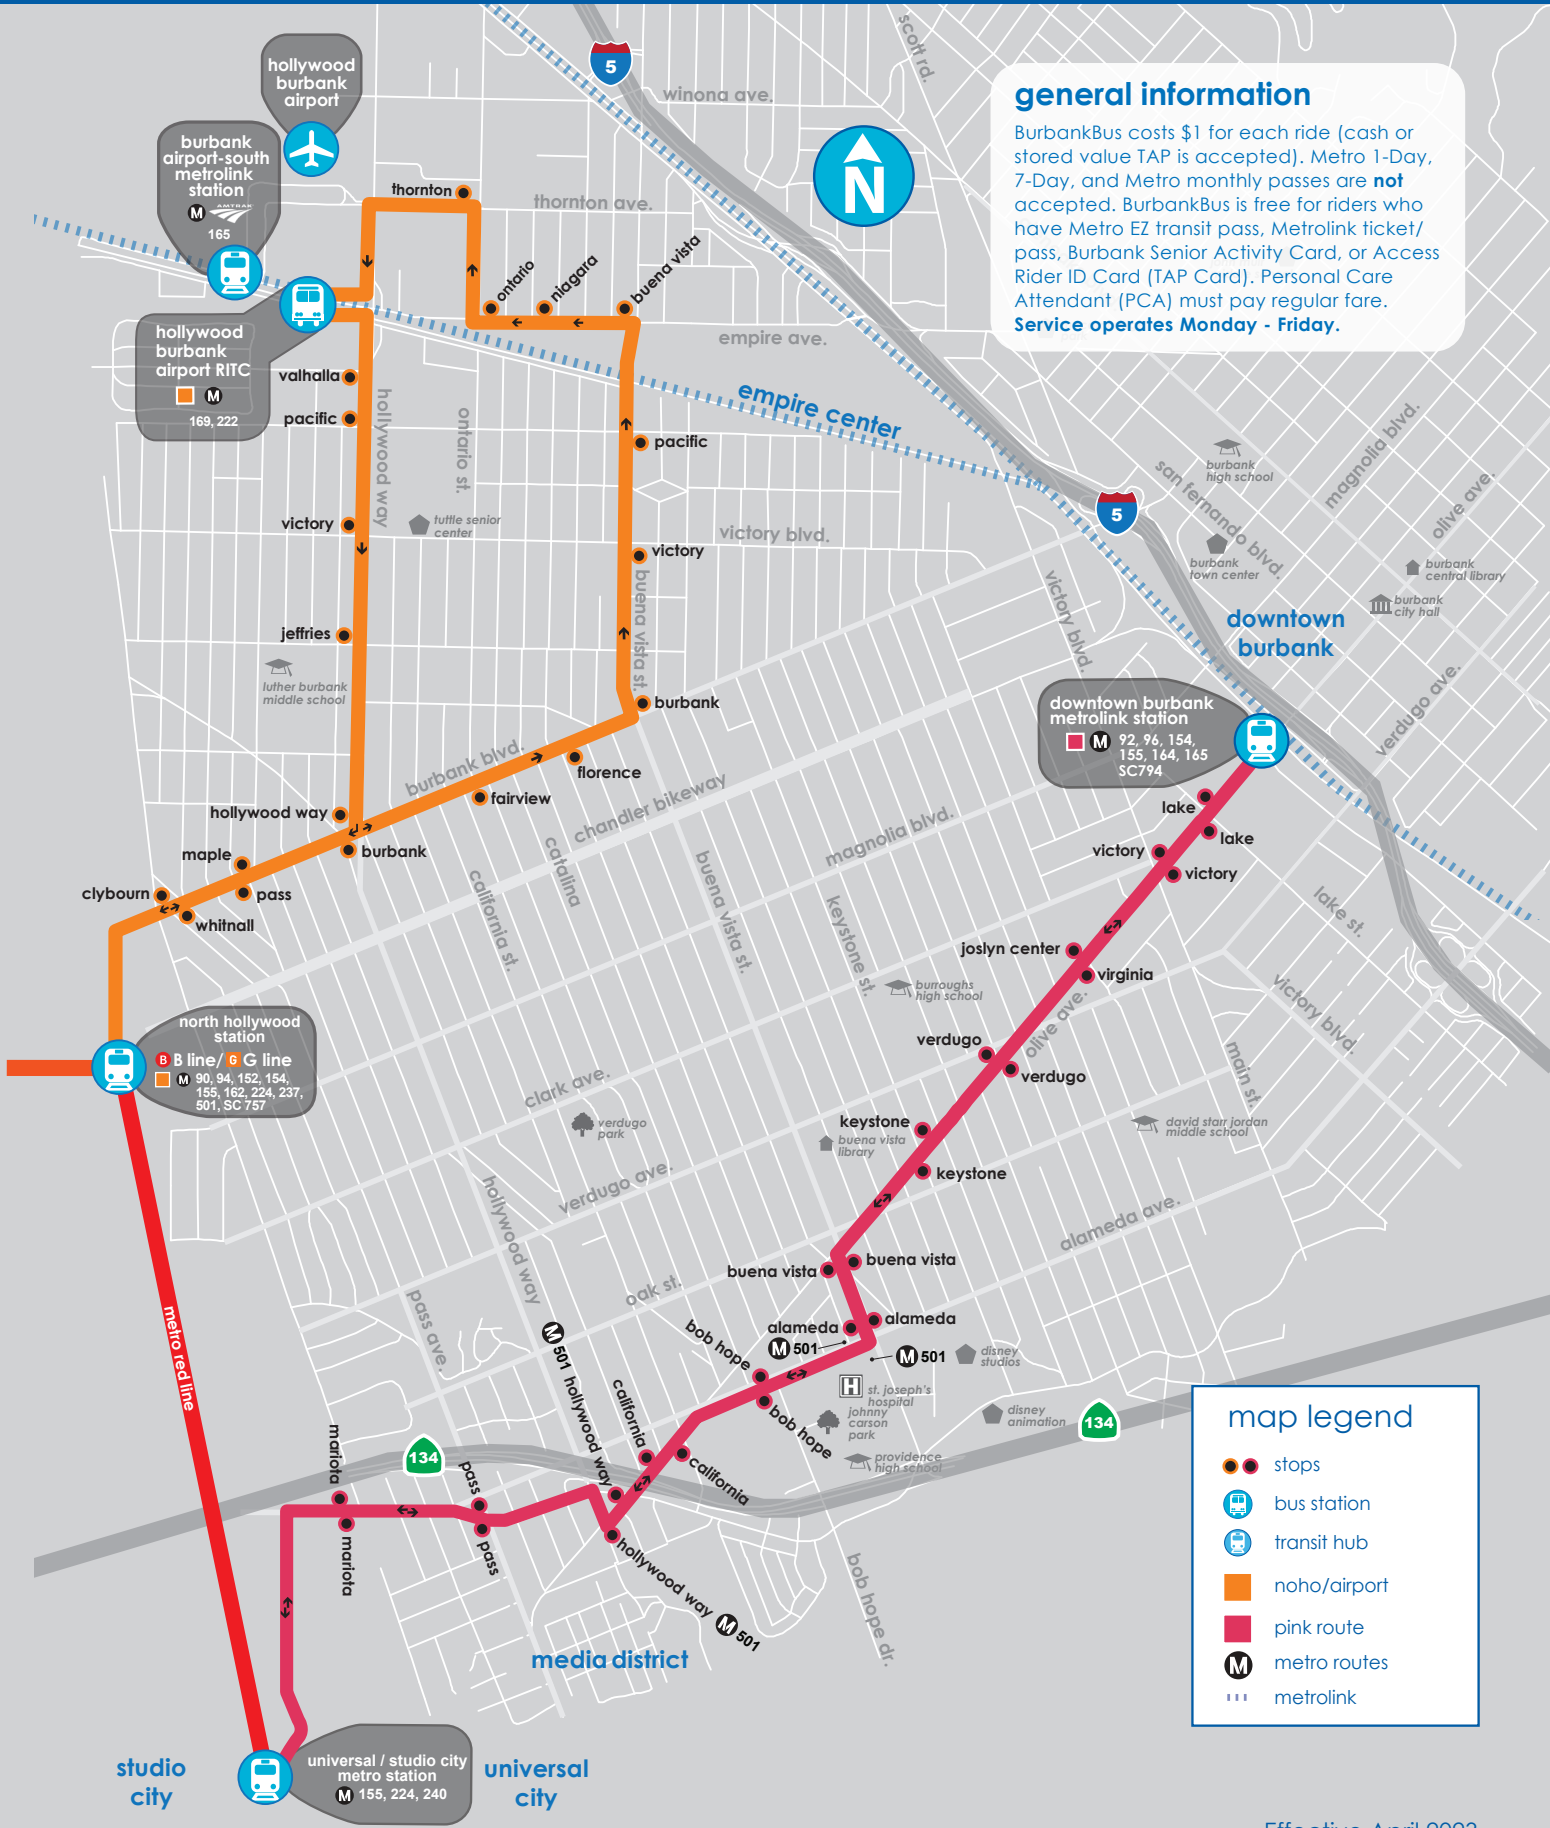 hollywood
burbank
airport
burbank
airport-south
metrolink
station
M AMTRAK
165
hollywood
burbank
airport RITC
M
169, 222
5
winona ave.
scott rd.
N
general information
BurbankBus costs $1 for each ride (cash or
stored value TAP is accepted). Metro 1-Day,
7-Day, and Metro monthly passes are not
accepted. BurbankBus is free for riders who
have Metro EZ transit pass, Metrolink ticket/
pass, Burbank Senior Activity Card, or Access
Rider ID Card (TAP Card). Personal Care
Attendant (PCA) must pay regular fare.
Service operates Monday - Friday.
thornton
thornton ave.
ontario
niagara
buena vista
empire ave.
empire center
valhalla
pacific
hollywood way
ontario st.
pacific
victory
tuttle senior
center
victory blvd.
victory
buena vista st.
jeffries
luther burbank
middle school
burbank
burbank blvd.
florence
fairview
chandler bikeway
hollywood way
burbank
maple
pass
clybourn
whitnall
catalina
california st.
buena vista st.
magnolia blvd.
keystone st.
burbank
high school
magnolia blvd.
san fernando blvd.
olive ave.
5
burbank
town center
burbank
central library
burbank
city hall
victory blvd.
downtown
burbank
verdugo ave.
downtown burbank
metrolink station
M 92, 96, 154,
155, 164, 165
SC794
lake
lake
victory
victory
lake st.
joslyn center
virginia
burroughs
high school
olive ave.
victory blvd.
main st.
verdugo
verdugo
north hollywood
station
B B line/ G G line
M 90, 94, 152, 154,
155, 162, 224, 237,
501, SC 757
clark ave.
verdugo
park
verdugo ave.
keystone
buena vista
library
keystone
david starr jordan
middle school
alameda ave.
hollywood way
oak st.
pass ave.
buena vista
buena vista
alameda
M 501
alameda
M 501
disney
studios
bob hope
bob hope
H
st. joseph's
hospital
johnny
carson
park
providence
high school
disney
animation
134
metro red line
M 501 hollywood way
california
california
134
mariota
mariota
pass
pass
hollywood way M 501
bob hope dr.
media district
map legend
stops
bus station
transit hub
noho/airport
pink route
M metro routes
metrolink
studio
city
universal / studio city
metro station
M 155, 224, 240
universal
city
Effective April 2023